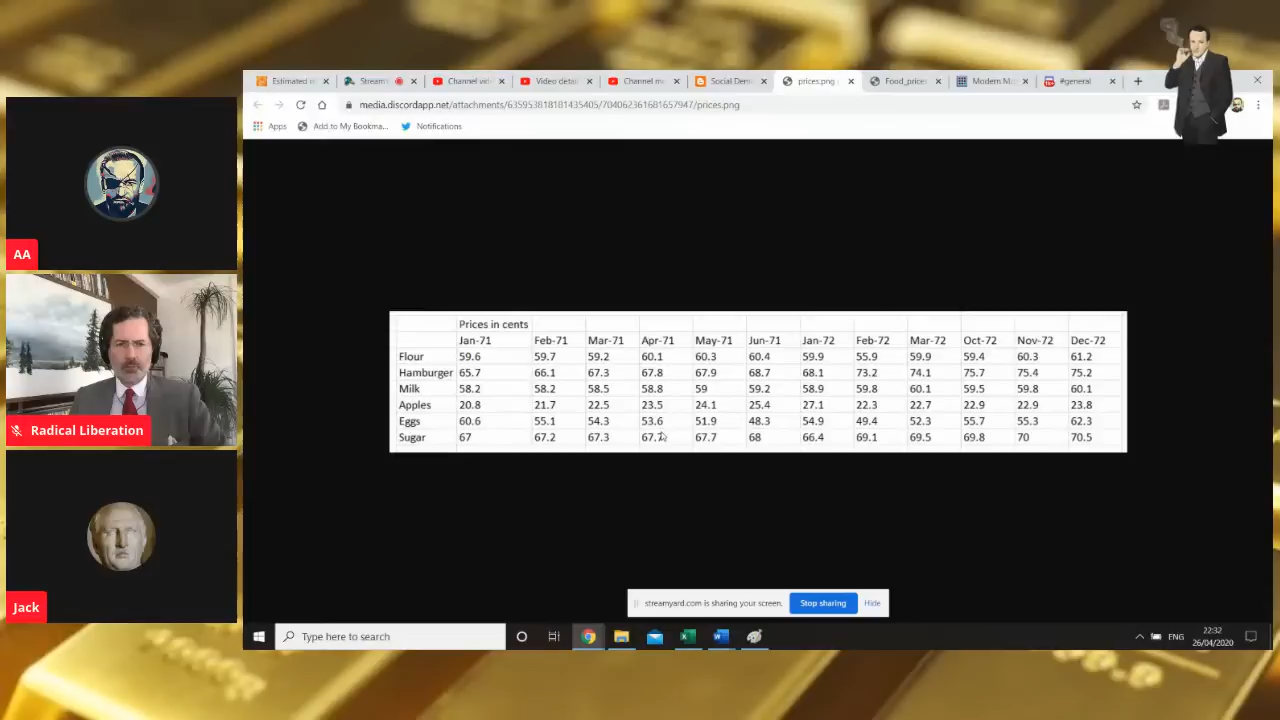 Estimated
Stream
Channel vid
Video detai
Channel m
Social Dem
prices.png
Food_price
Modern M
#general
media.discordapp.net/attachments/635953818181435405/704062361681657947/prices.png
Apps
Add to My Bookma...
Notifications
AA
Radical Liberation
Jack
Prices in cents
Jan-71 Feb-71 Mar-71 Apr-71 May-71 Jun-71 Jan-72 Feb-72 Mar-72 Oct-72 Nov-72 Dec-72
Flour 59.6 59.7 59.2 60.1 60.3 60.4 59.9 55.9 59.9 59.4 60.3 61.2
Hamburger 65.7 66.1 67.3 67.8 67.9 68.7 68.1 73.2 74.1 75.7 75.4 75.2
Milk 58.2 58.2 58.5 58.8 59 59.2 58.9 59.8 60.1 59.5 59.8 60.1
Apples 20.8 21.7 22.5 23.5 24.1 25.4 27.1 22.3 22.7 22.9 22.9 23.8
Eggs 60.6 55.1 54.3 53.6 51.9 48.3 54.9 49.4 52.3 55.7 55.3 62.3
Sugar 67 67.2 67.3 67.7 67.7 68 66.4 69.1 69.5 69.8 70 70.5
streamyard.com is sharing your screen. Stop sharing Hide
Type here to search
ENG
22:32
26/04/2020